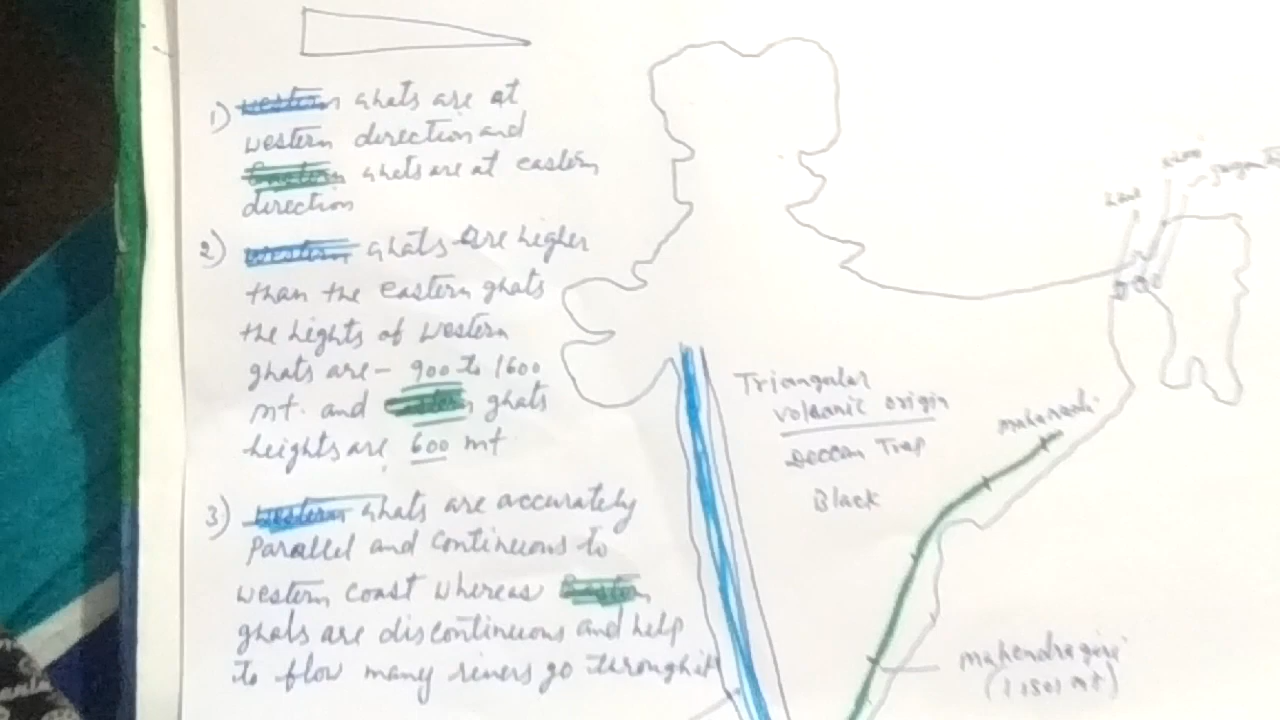 1) western ghats are at
western direction and
Eastern ghats are at eastern
direction
2) western ghats are higher
than the eastern ghats
the hights of western
ghats are - 900 to 1600
mt. and eastern ghats
heights are 600 mt
3) western ghats are accurately
parallel and continuous to
western coast whereas Eastern
ghats are discontinuous and help
to flow many rivers go through it
Triangular
volcanic origin
Deccan Trap
Black
Mahanadi
Mahendragiri
(1501 mt)